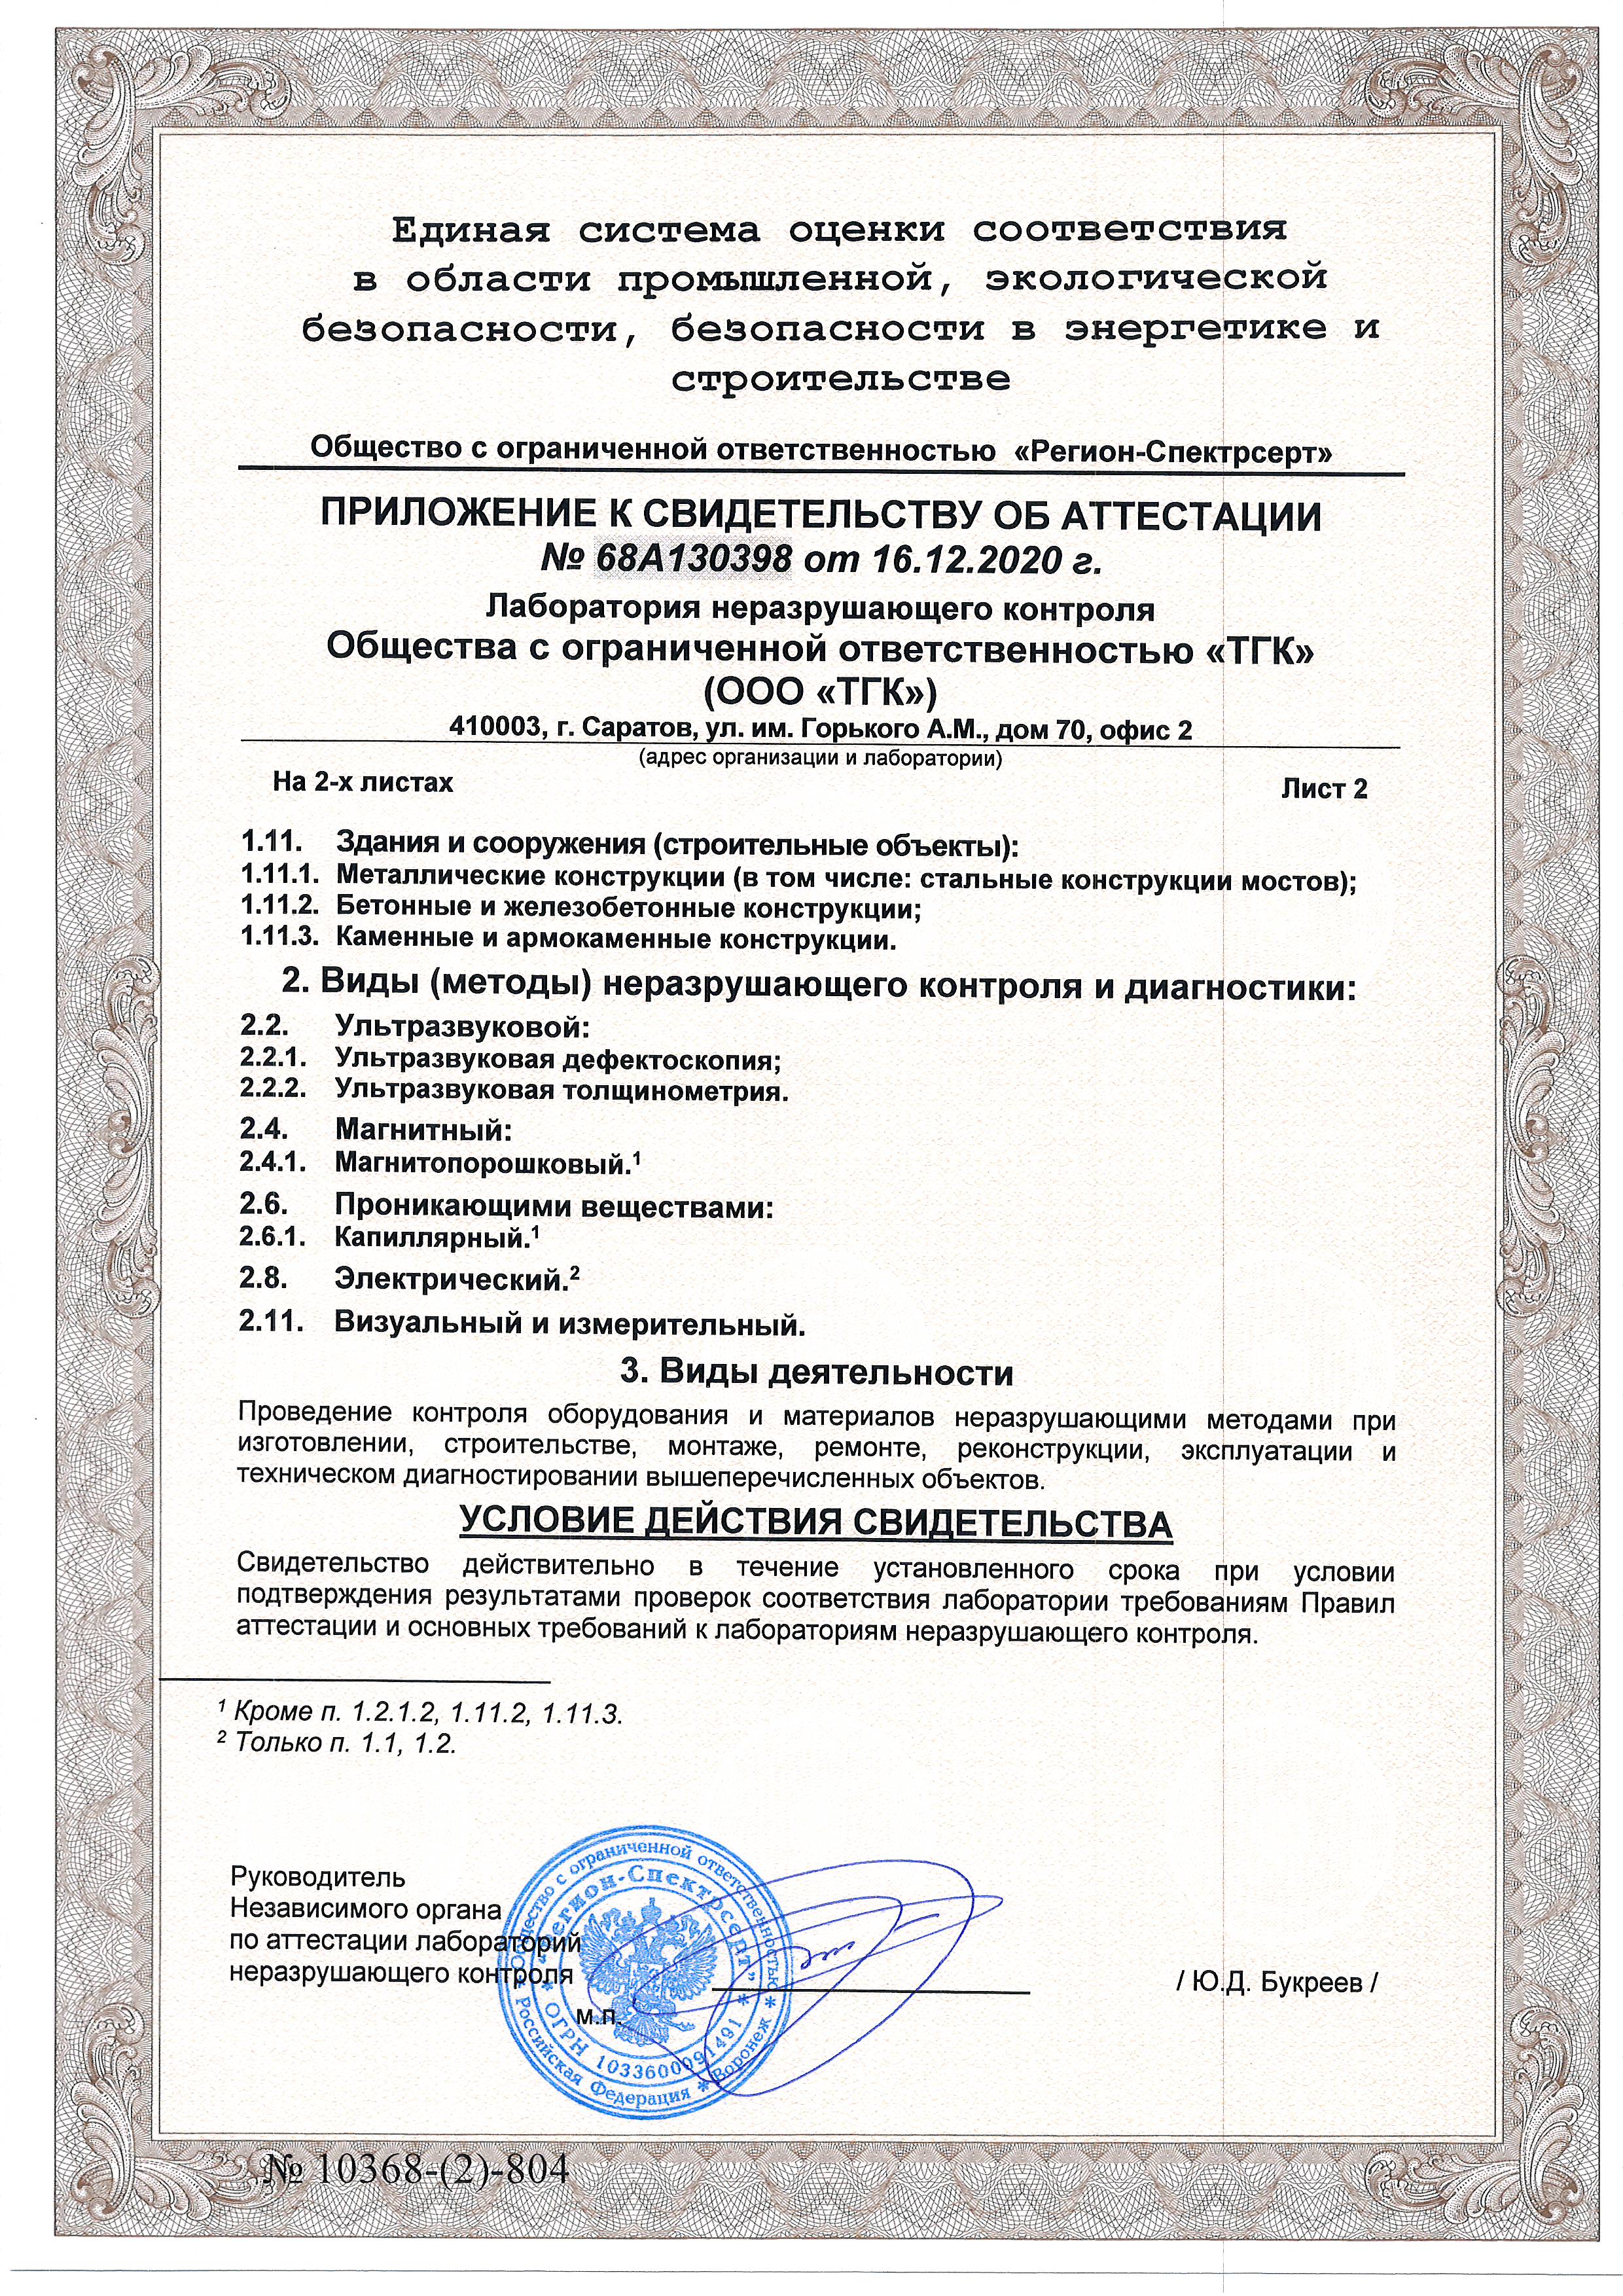 Единая система оценки соответствия
в области промышленной, экологической
безопасности, безопасности в энергетике и
строительстве
Общество с ограниченной ответственностью «Регион-Спектрсерт»
ПРИЛОЖЕНИЕ К СВИДЕТЕЛЬСТВУ ОБ АТТЕСТАЦИИ
№ 68А130398 от 16.12.2020 г.
Лаборатория неразрушающего контроля
Общества с ограниченной ответственностью «ТГК»
(ООО «ТГК»)
410003, г. Саратов, ул. им. Горького А.М., дом 70, офис 2
(адрес организации и лаборатории)
На 2-х листах Лист 2
1.11. Здания и сооружения (строительные объекты):
1.11.1. Металлические конструкции (в том числе: стальные конструкции мостов);
1.11.2. Бетонные и железобетонные конструкции;
1.11.3. Каменные и армокаменные конструкции.
2. Виды (методы) неразрушающего контроля и диагностики:
2.2. Ультразвуковой:
2.2.1. Ультразвуковая дефектоскопия;
2.2.2. Ультразвуковая толщинометрия.
2.4. Магнитный:
2.4.1. Магнитопорошковый.¹
2.6. Проникающими веществами:
2.6.1. Капиллярный.¹
2.8. Электрический.²
2.11. Визуальный и измерительный.
3. Виды деятельности
Проведение контроля оборудования и материалов неразрушающими методами при
изготовлении, строительстве, монтаже, ремонте, реконструкции, эксплуатации и
техническом диагностировании вышеперечисленных объектов.
УСЛОВИЕ ДЕЙСТВИЯ СВИДЕТЕЛЬСТВА
Свидетельство действительно в течение установленного срока при условии
подтверждения результатами проверок соответствия лаборатории требованиям Правил
аттестации и основных требований к лабораториям неразрушающего контроля.
¹ Кроме п. 1.2.1.2, 1.11.2, 1.11.3.
² Только п. 1.1, 1.2.
Руководитель
Независимого органа
по аттестации лабораторий
неразрушающего контроля
/ Ю.Д. Букреев /
м.п.
Общество с ограниченной ответственностью
"Регион-Спектрсерт"
* ОГРН 1033600091491 *
* Российская Федерация * Воронеж *
№ 10368-(2)-804